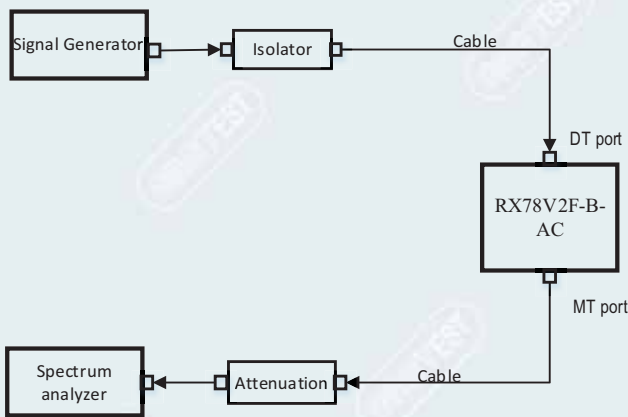 Signal Generator
Isolator
Cable
DT port
RX78V2F-B-
AC
MT port
Spectrum
analyzer
Attenuation
Cable